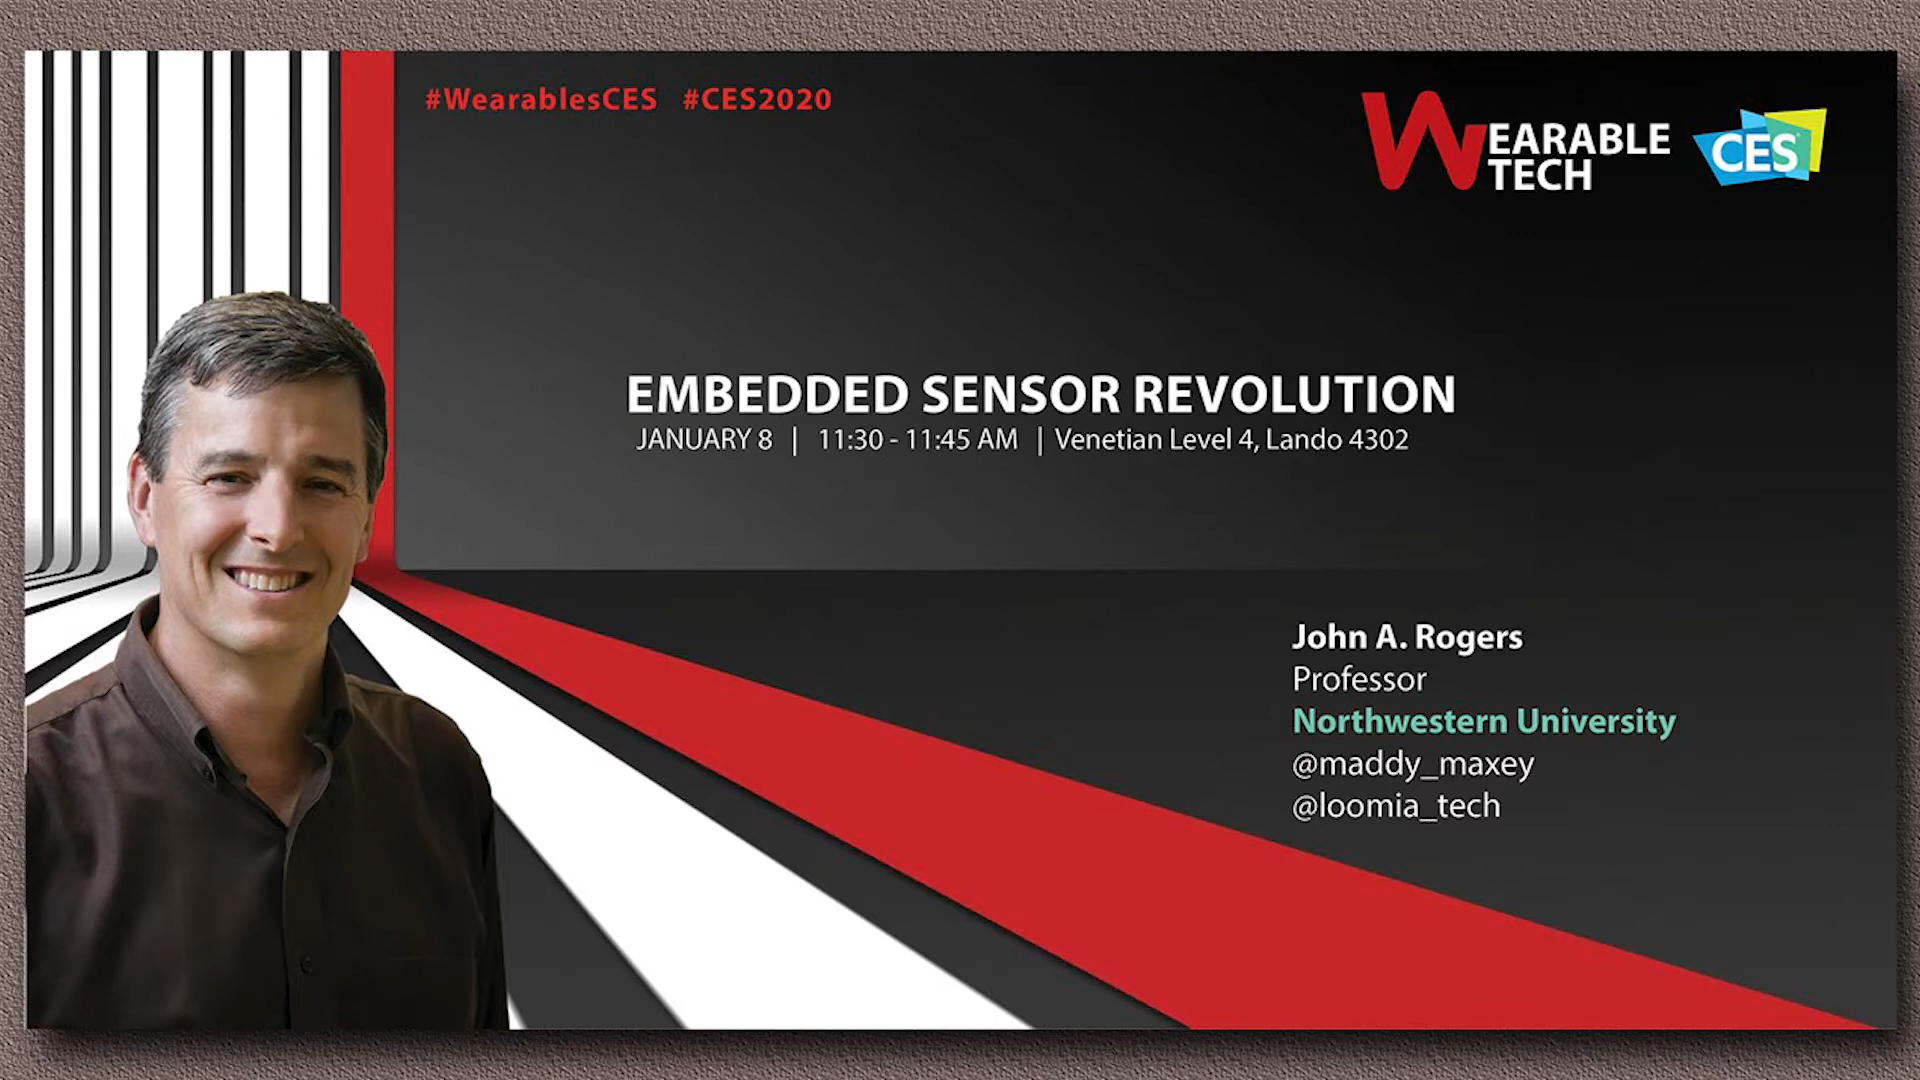 #WearablesCES #CES2020
WEARABLE
TECH
CES
EMBEDDED SENSOR REVOLUTION
JANUARY 8 | 11:30 - 11:45 AM | Venetian Level 4, Lando 4302
John A. Rogers
Professor
Northwestern University
@maddy_maxey
@loomia_tech